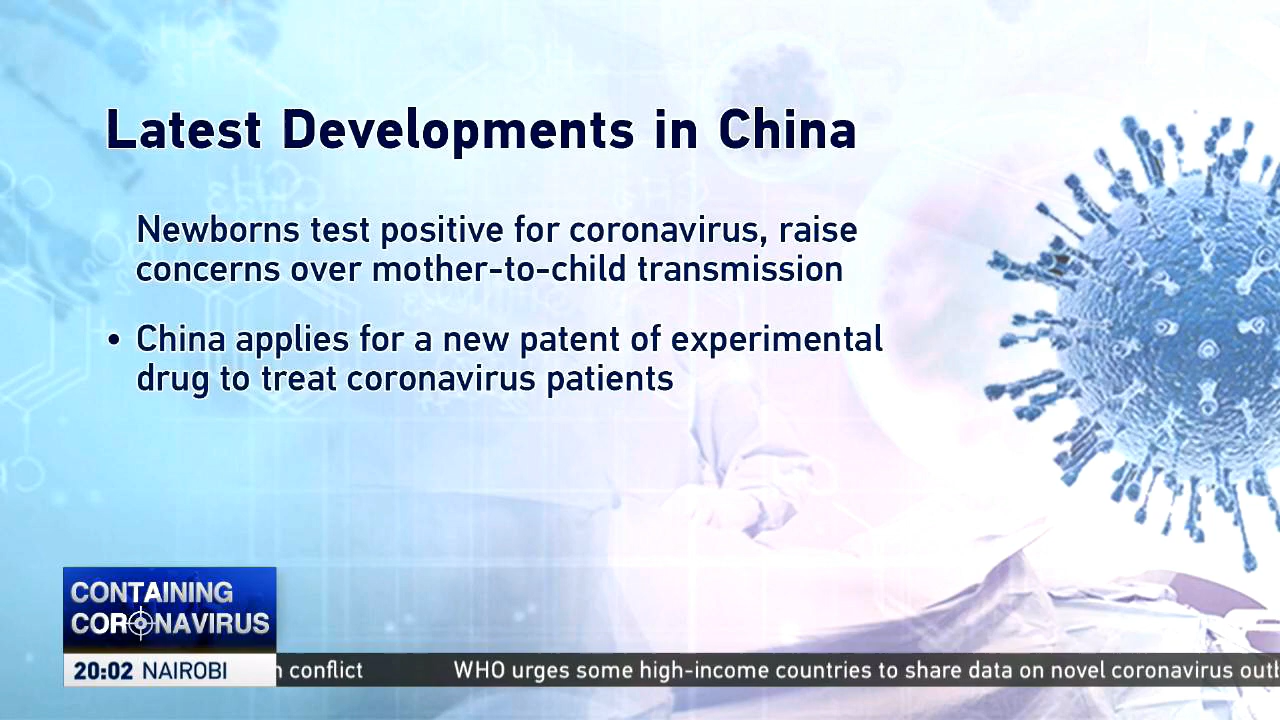 Latest Developments in China
Newborns test positive for coronavirus, raise
concerns over mother-to-child transmission
• China applies for a new patent of experimental
drug to treat coronavirus patients
CONTAINING
CORONAVIRUS
20:02 NAIROBI
conflict WHO urges some high-income countries to share data on novel coronavirus